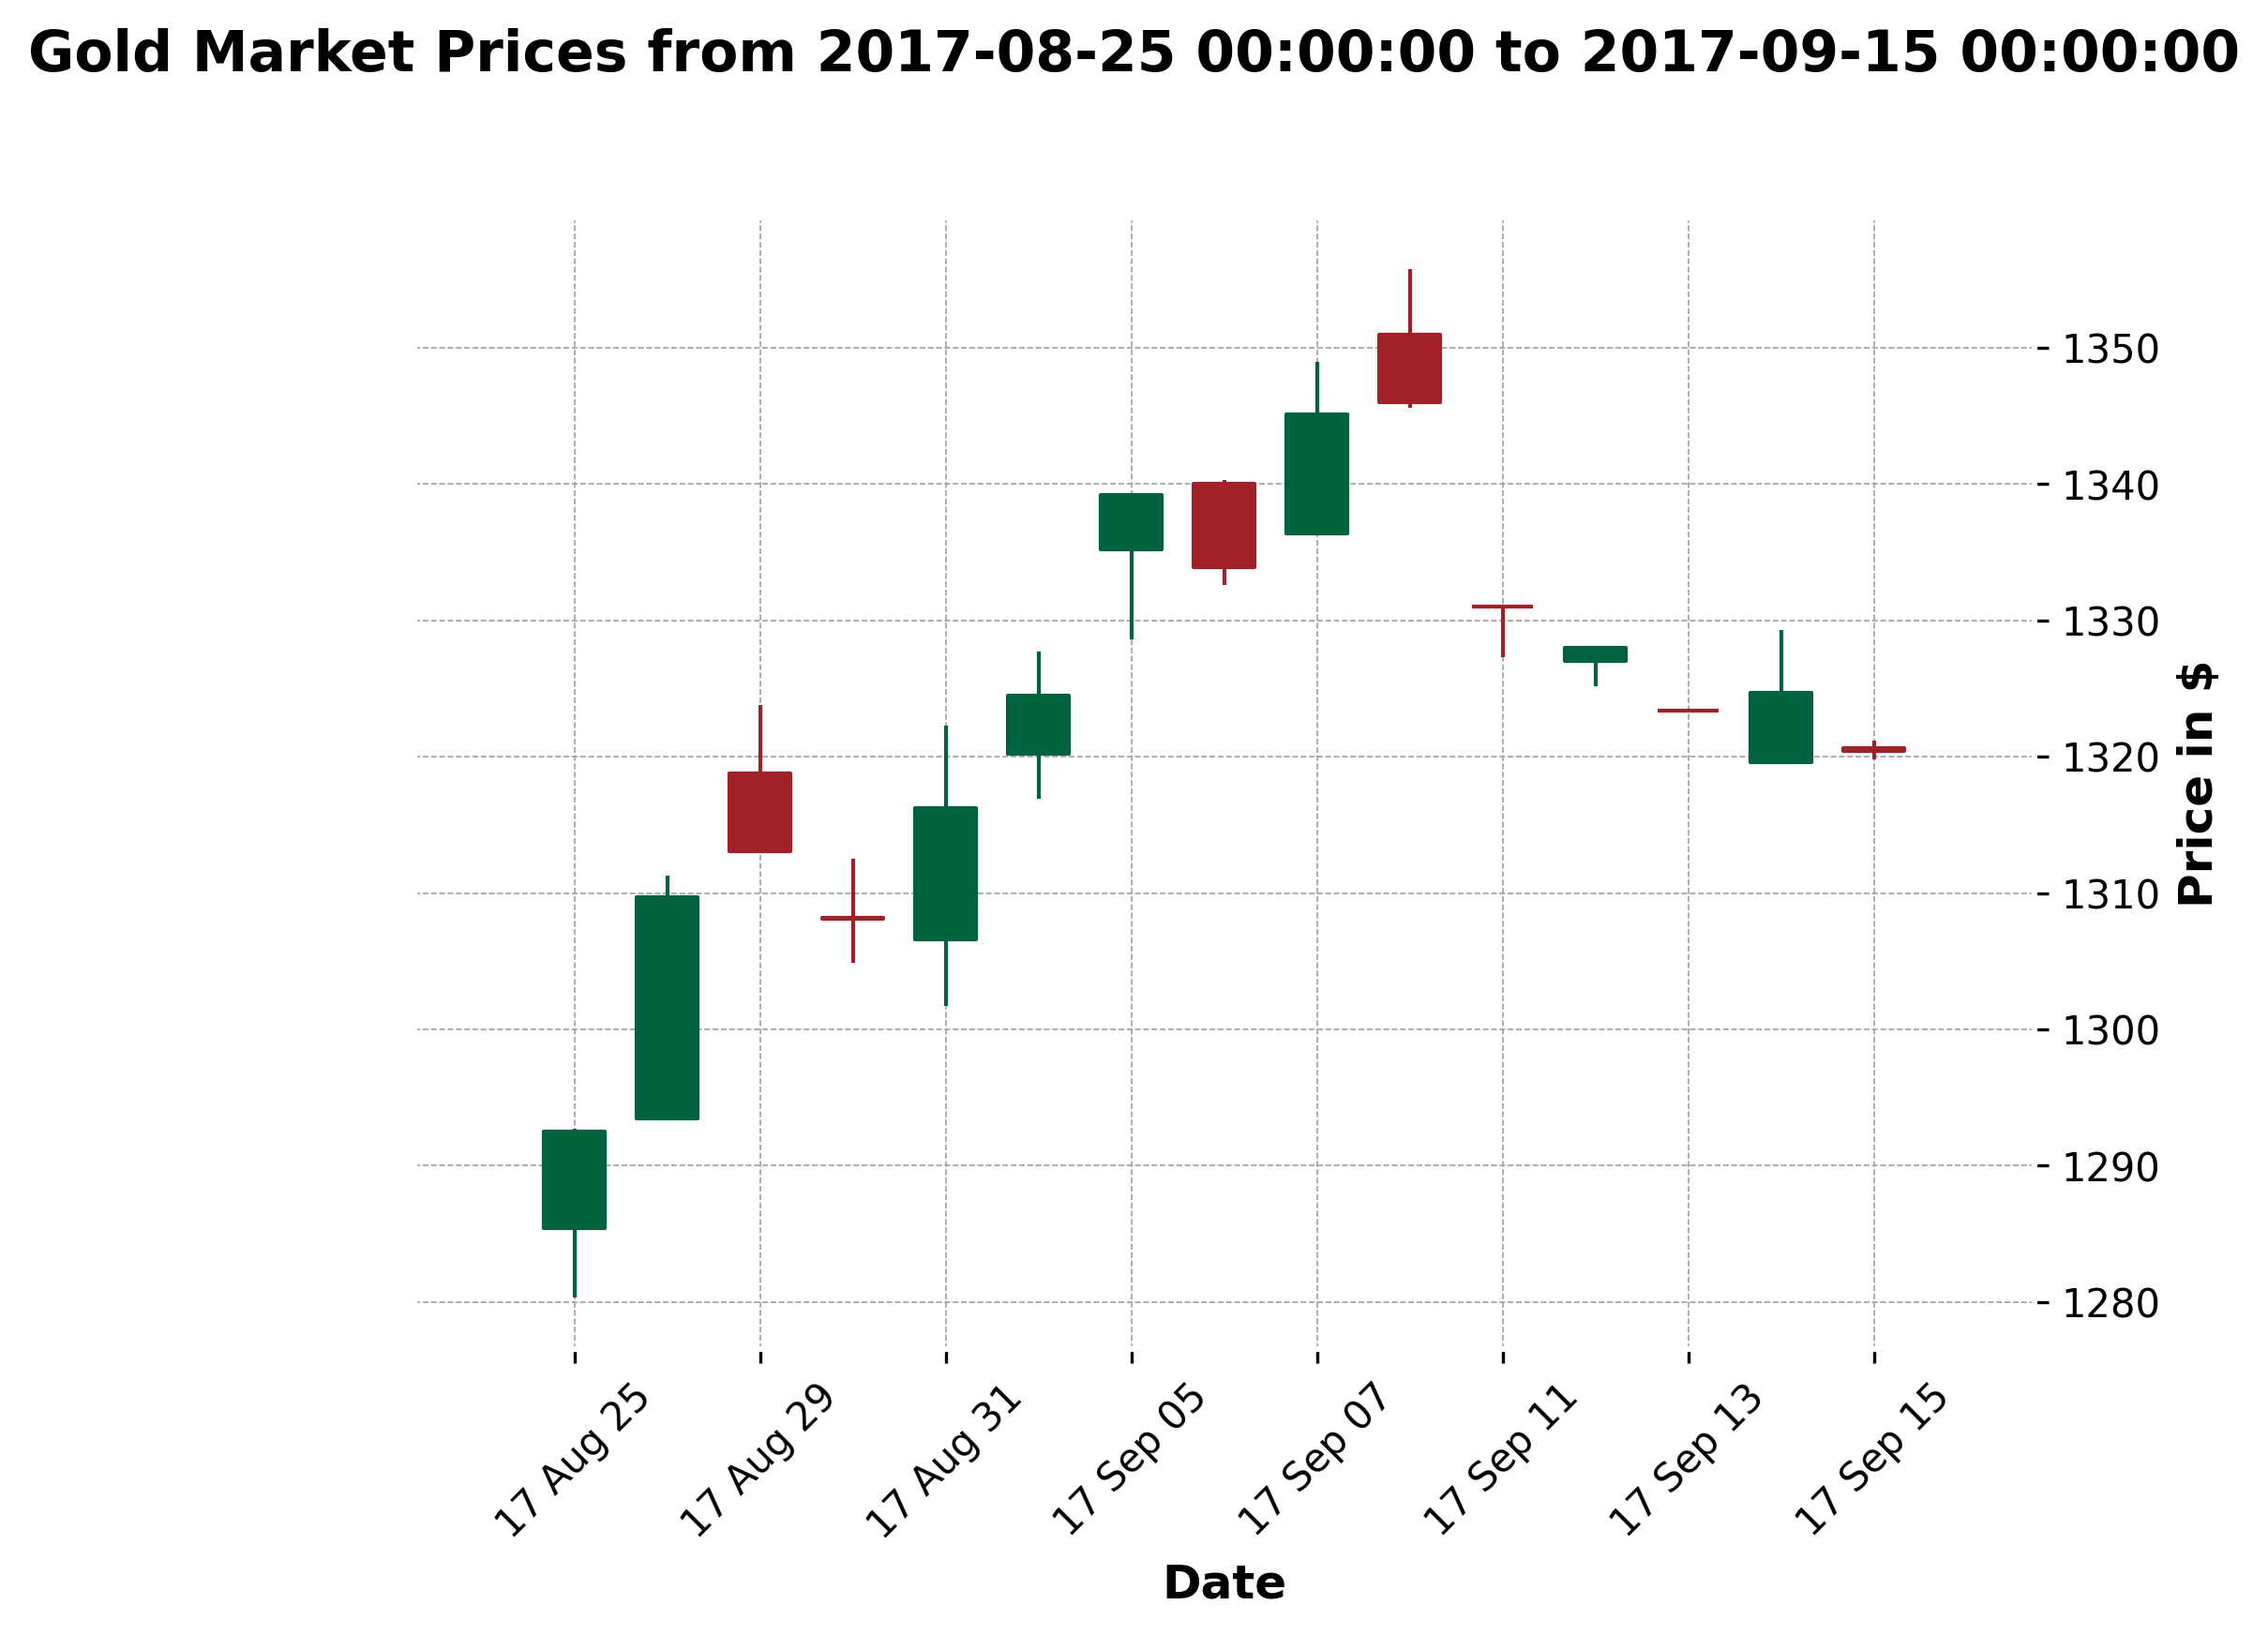 Gold Market Prices from 2017-08-25 00:00:00 to 2017-09-15 00:00:00
1350
1340
1330
1320
1310
1300
1290
1280
Price in $
17 Aug 25
17 Aug 29
17 Aug 31
17 Sep 05
17 Sep 07
17 Sep 11
17 Sep 13
17 Sep 15
Date